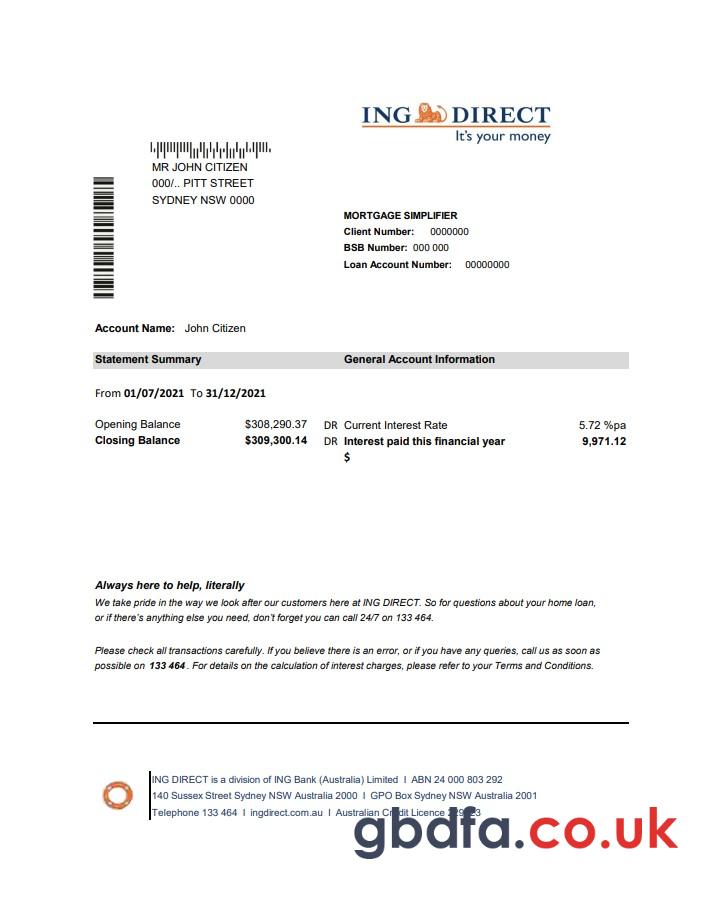 ING DIRECT
It's your money
MR JOHN CITIZEN
000/.. PITT STREET
SYDNEY NSW 0000
MORTGAGE SIMPLIFIER
Client Number: 0000000
BSB Number: 000 000
Loan Account Number: 00000000
Account Name: John Citizen
Statement Summary General Account Information
From 01/07/2021 To 31/12/2021
Opening Balance $308,290.37 DR Current Interest Rate 5.72 %pa
Closing Balance $309,300.14 DR Interest paid this financial year 9,971.12
$
Always here to help, literally
We take pride in the way we look after our customers here at ING DIRECT. So for questions about your home loan,
or if there's anything else you need, don't forget you can call 24/7 on 133 464.
Please check all transactions carefully. If you believe there is an error, or if you have any queries, call us as soon as
possible on 133 464 . For details on the calculation of interest charges, please refer to your Terms and Conditions.
ING DIRECT is a division of ING Bank (Australia) Limited I ABN 24 000 803 292
140 Sussex Street Sydney NSW Australia 2000 I GPO Box Sydney NSW Australia 2001
Telephone 133 464 I ingdirect.com.au I Australian Credit Licence
gbdfa.co.uk